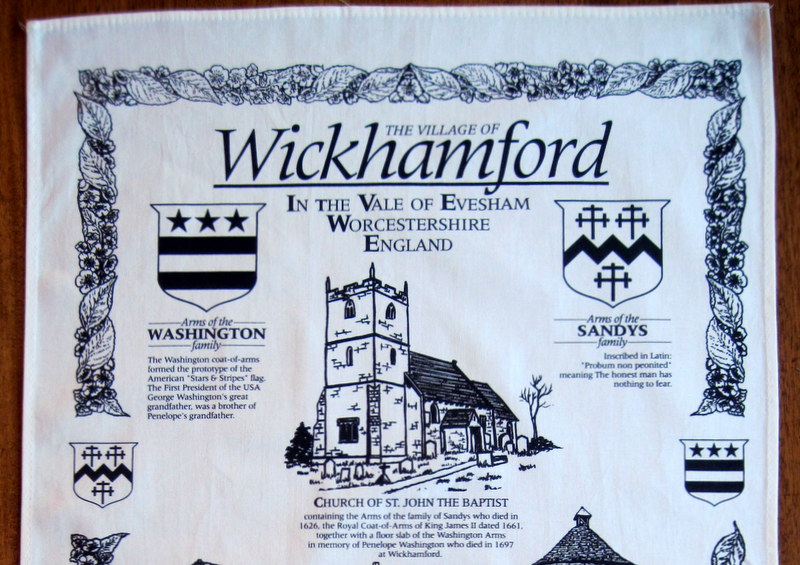 THE VILLAGE OF
Wickhamford
IN THE VALE OF EVESHAM
WORCESTERSHIRE
ENGLAND
Arms of the
WASHINGTON
family
The Washington coat-of-arms
formed the prototype of the
American "Stars & Stripes" flag.
The First President of the USA
George Washington's great
grandfather, was a brother of
Penelope's grandfather.
Arms of the
SANDYS
family
Inscribed in Latin:
"Probum non peonited"
meaning The honest man has
nothing to fear.
CHURCH OF ST. JOHN THE BAPTIST
containing the Arms of the family of Sandys who died in
1626, the Royal Coat-of-Arms of King James II dated 1661,
together with a floor slab of the Washington Arms
in memory of Penelope Washington who died in 1697
at Wickhamford.